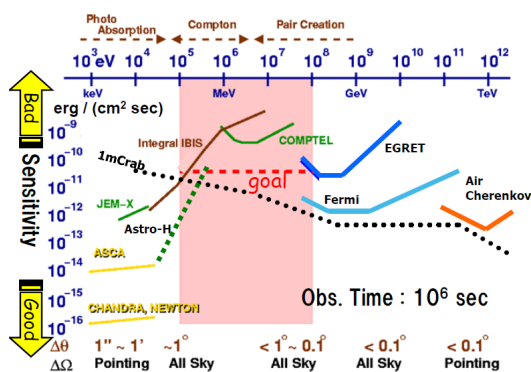 Photo
Absorption
Compton
Pair Creation
10³ 10⁴ 10⁵ 10⁶ 10⁷ 10⁸ 10⁹ 10¹⁰ 10¹¹ 10¹²
keV MeV GeV TeV
Bad
Sensitivity
Good
erg / (cm² sec)
10⁻⁹
10⁻¹⁰
10⁻¹¹
10⁻¹²
10⁻¹³
10⁻¹⁴
10⁻¹⁵
10⁻¹⁶
Integral IBIS
COMPTEL
EGRET
1mCrab
goal
JEM-X
Astro-H
Fermi
Air
Cherenkov
ASCA
CHANDRA, NEWTON
Obs. Time : 10⁶ sec
Δθ 1" ~ 1' ~1° < 1° ~ 0.1° < 0.1° < 0.1°
ΔΩ Pointing All Sky All Sky All Sky Pointing